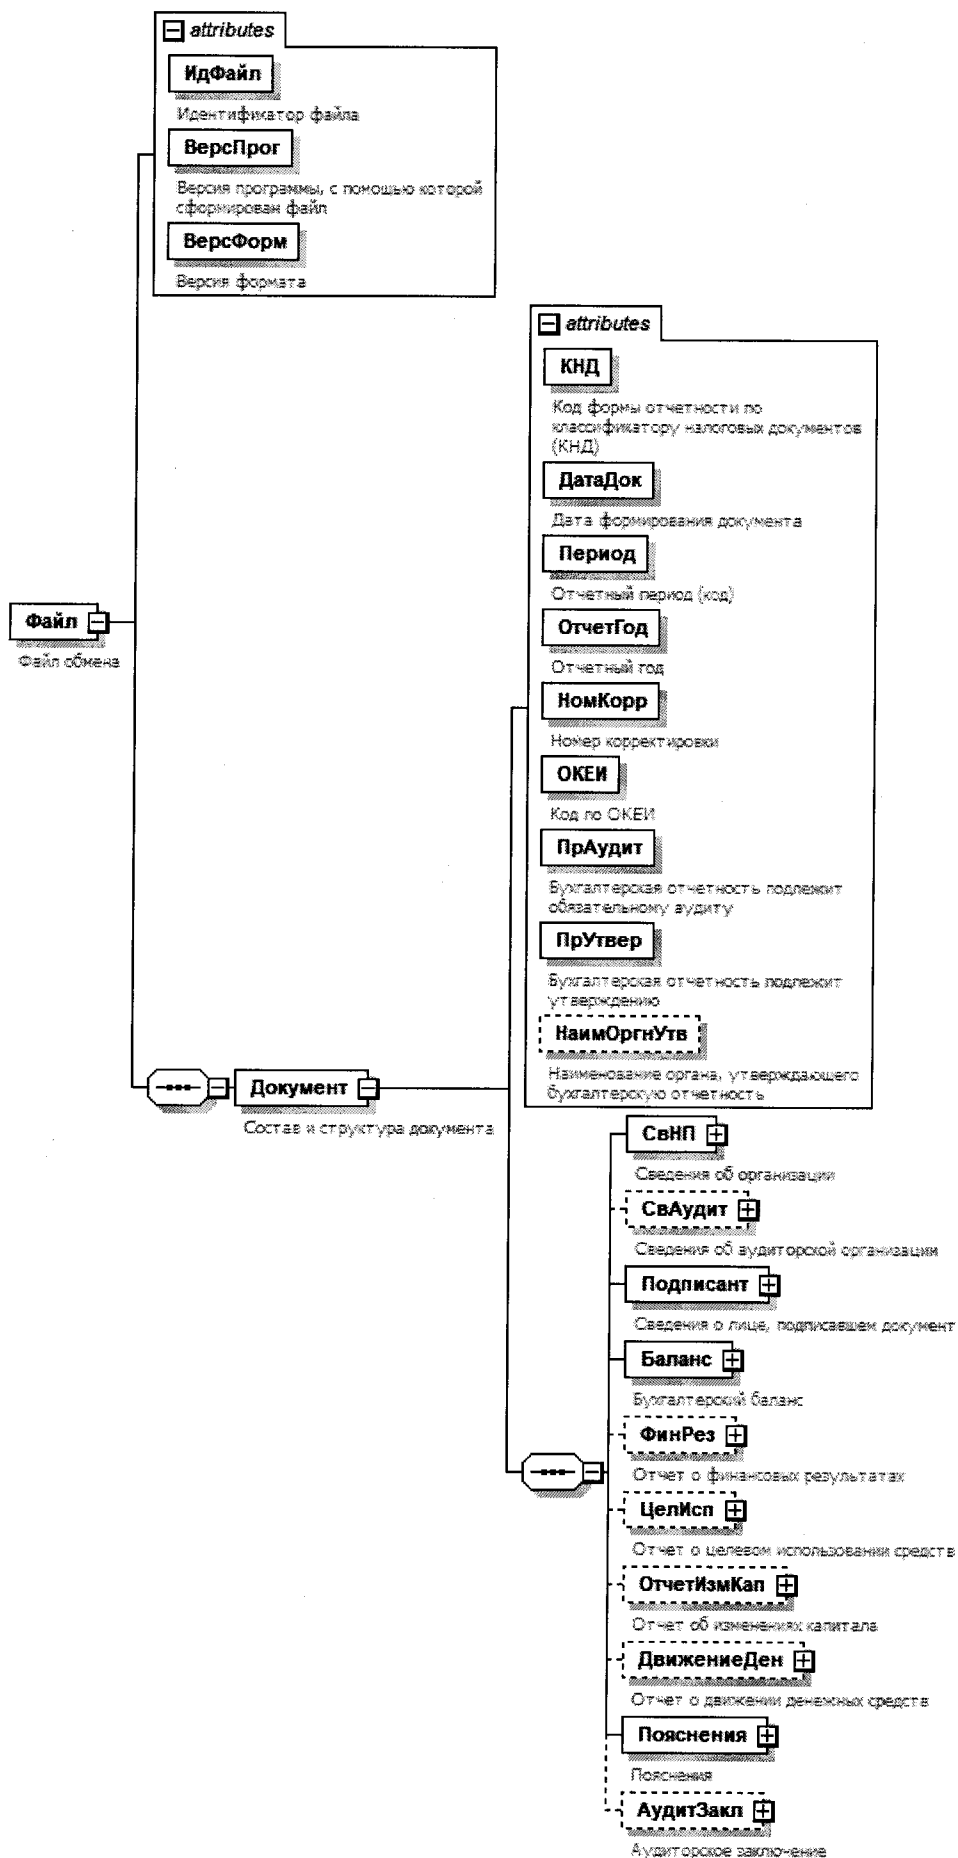 attributes
ИдФайл
Идентификатор файла
ВерсПрог
Версия программы, с помощью которой
сформирован файл
ВерсФорм
Версия формата
attributes
КНД
Код формы отчетности по
классификатору налоговых документов
(КНД)
ДатаДок
Дата формирования документа
Период
Отчетный период (код)
ОтчетГод
Отчетный год
НомКорр
Номер корректировки
ОКЕИ
Код по ОКЕИ
ПрАудит
Бухгалтерская отчетность подлежит
обязательному аудиту
ПрУтвер
Бухгалтерская отчетность подлежит
утверждению
НаимОргнУтв
Наименование органа, утверждающего
бухгалтерскую отчетность
Файл
Файл обмена
Документ
Состав и структура документа
СвНП
Сведения об организации
СвАудит
Сведения об аудиторской организации
Подписант
Сведения о лице, подписавшем документ
Баланс
Бухгалтерский баланс
ФинРез
Отчет о финансовых результатах
ЦелИсп
Отчет о целевом использовании средств
ОтчетИзмКап
Отчет об изменениях капитала
ДвижениеДен
Отчет о движении денежных средств
Пояснения
Пояснения
АудитЗакл
Аудиторское заключение